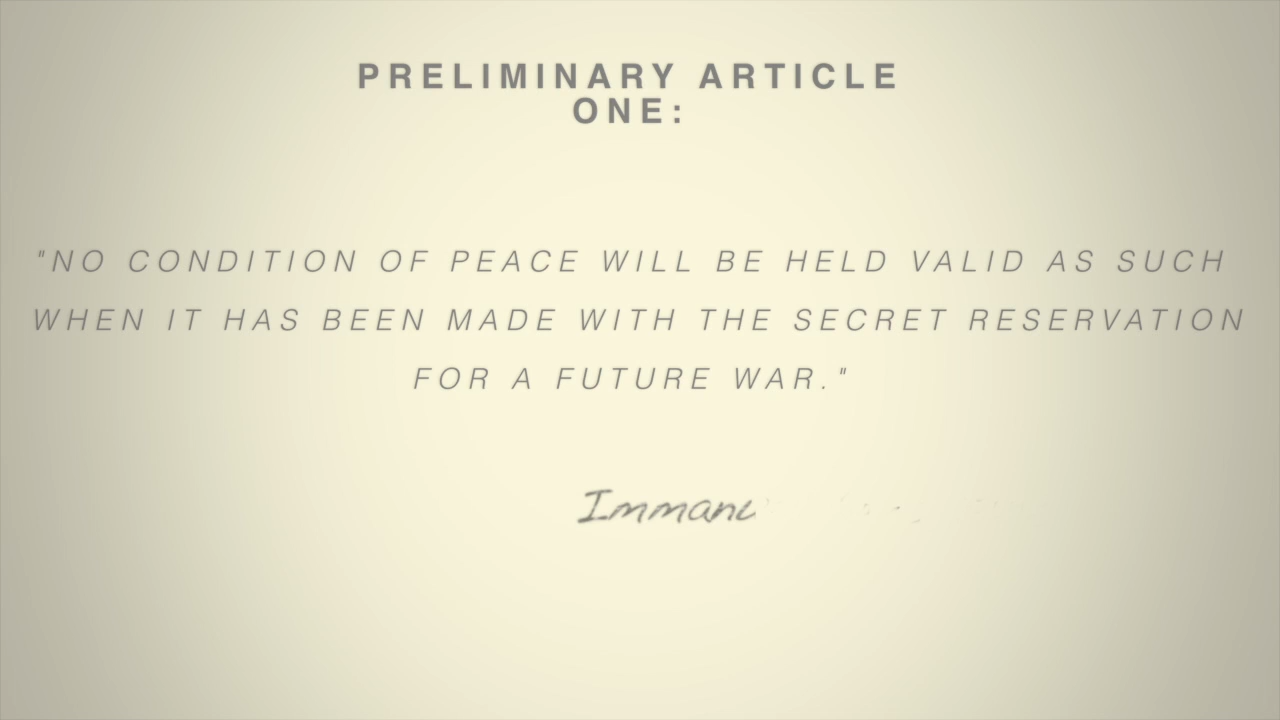 PRELIMINARY ARTICLE
ONE:
"NO CONDITION OF PEACE WILL BE HELD VALID AS SUCH
WHEN IT HAS BEEN MADE WITH THE SECRET RESERVATION
FOR A FUTURE WAR."
Immanu